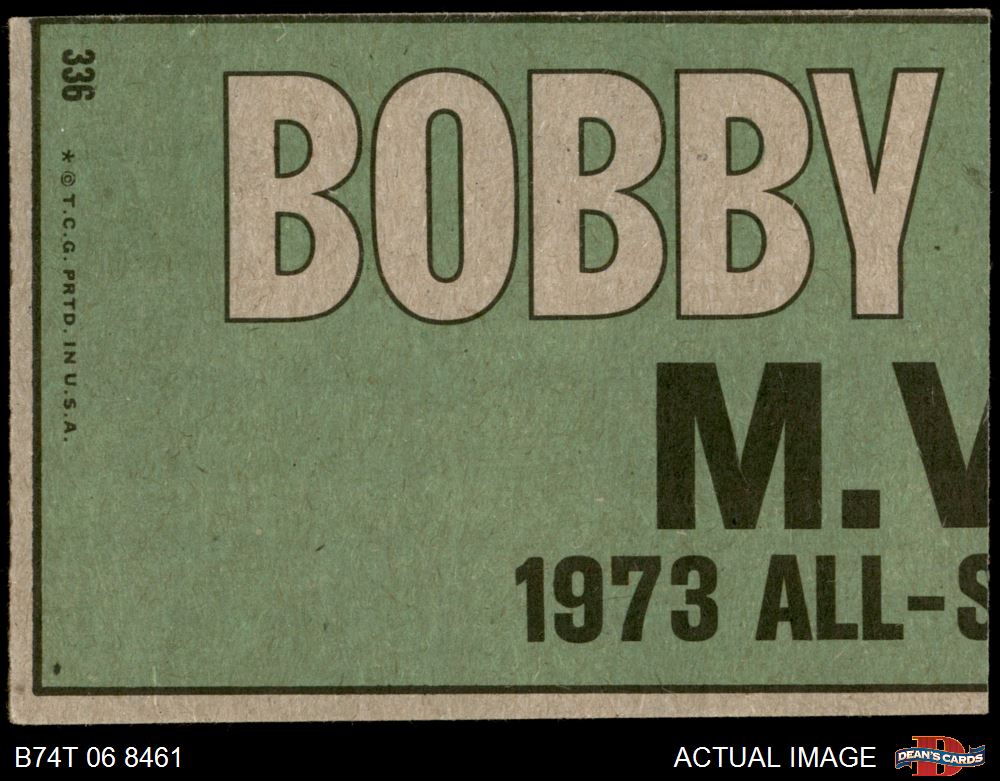 336
* © T.C.G. PRTD. IN U.S.A.
BOBBY
M.V
1973 ALL-S
B74T 06 8461
ACTUAL IMAGE
D
DEAN'S CARDS